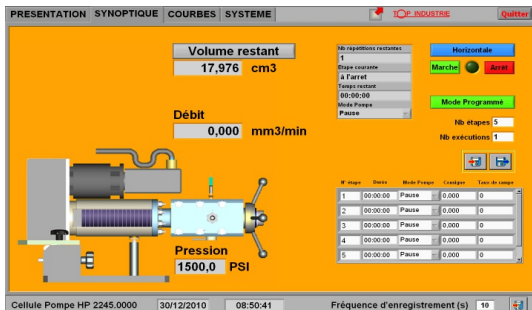 PRESENTATION SYNOPTIQUE COURBES SYSTEME TOP INDUSTRIE Quitter
Volume restant
17,976 cm3
Débit
0,000 mm3/min
Pression
1500,0 PSI
Nb répétitions restantes
1
Etape courante
à l'arret
Temps restant
00:00:00
Mode Pompe
Pause
Horizontale
Marche Arrêt
Mode Programmé
Nb étapes 5
Nb exécutions 1
N° étape Durée Mode Pompe Consigne Taux de rampe
1 00:00:00 Pause 0,000 0
2 00:00:00 Pause 0,000 0
3 00:00:00 Pause 0,000 0
4 00:00:00 Pause 0,000 0
5 00:00:00 Pause 0,000 0
Cellule Pompe HP 2245.0000 30/12/2010 08:50:41 Fréquence d'enregistrement (s) 10